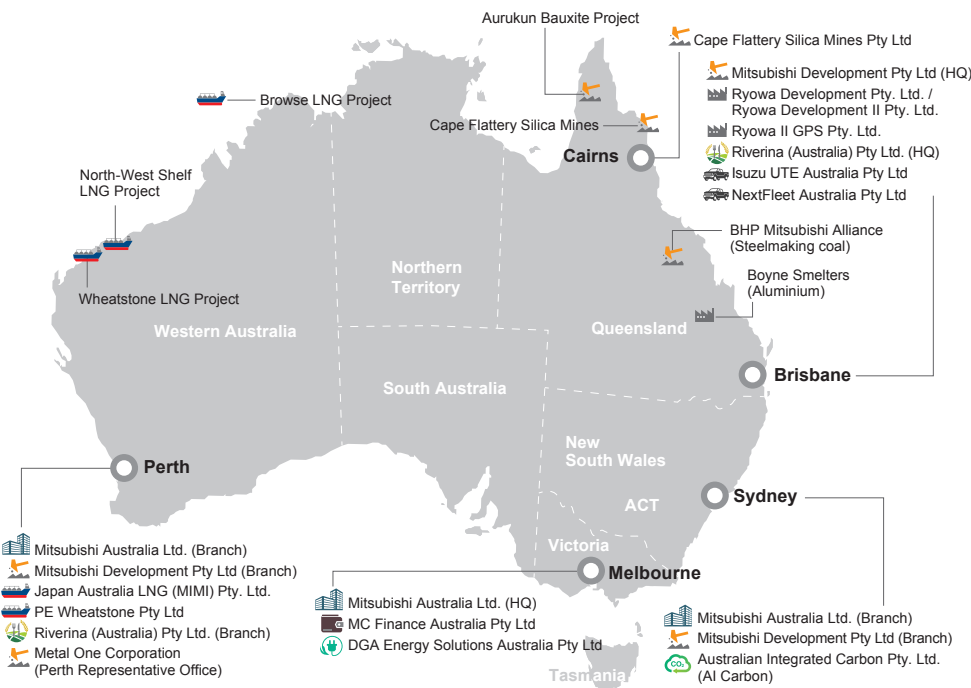 Aurukun Bauxite Project
Cape Flattery Silica Mines Pty Ltd
Mitsubishi Development Pty Ltd (HQ)
Ryowa Development Pty. Ltd. /
Ryowa Development II Pty. Ltd.
Ryowa II GPS Pty. Ltd.
Riverina (Australia) Pty Ltd. (HQ)
Isuzu UTE Australia Pty Ltd
NextFleet Australia Pty Ltd
Browse LNG Project
Cape Flattery Silica Mines
Cairns
North-West Shelf
LNG Project
Wheatstone LNG Project
BHP Mitsubishi Alliance
(Steelmaking coal)
Boyne Smelters
(Aluminium)
Northern
Territory
Western Australia
Queensland
South Australia
Brisbane
New
South Wales
ACT
Victoria
Perth
Sydney
Melbourne
Tasmania
Mitsubishi Australia Ltd. (Branch)
Mitsubishi Development Pty Ltd (Branch)
Japan Australia LNG (MIMI) Pty. Ltd.
PE Wheatstone Pty Ltd
Riverina (Australia) Pty Ltd. (Branch)
Metal One Corporation
(Perth Representative Office)
Mitsubishi Australia Ltd. (HQ)
MC Finance Australia Pty Ltd
DGA Energy Solutions Australia Pty Ltd
Mitsubishi Australia Ltd. (Branch)
Mitsubishi Development Pty Ltd (Branch)
CO₂
Australian Integrated Carbon Pty. Ltd.
(AI Carbon)